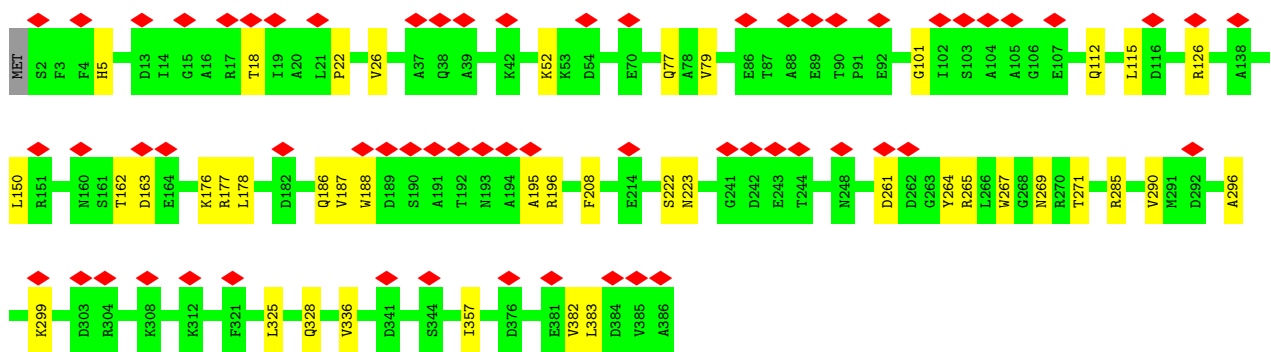 MET S2 F3 F4 H5 D13 I14 G15 A16 R17 T18 I19 A20 L21 P22 V26 A37 Q38 A39 K42 K52 K53 D54 E70 Q77 A78 V79 E86 T87 A88 E89 T90 P91 E92 G101 I102 S103 A104 A105 G106 E107 Q112 L115 D116 R126 A138
L150 R151 N160 S161 T162 D163 E164 K176 R177 L178 D182 Q186 V187 W188 D189 S190 A191 T192 N193 A194 A195 R196 F208 E214 S222 N223 G241 D242 E243 T244 N248 D261 D262 G263 Y264 R265 L266 W267 G268 N269 R270 T271 R285 V290 M291 D292 A296
K299 D303 R304 K308 K312 F321 L325 Q328 V336 D341 S344 I357 D376 E381 V382 L383 D384 V385 A386